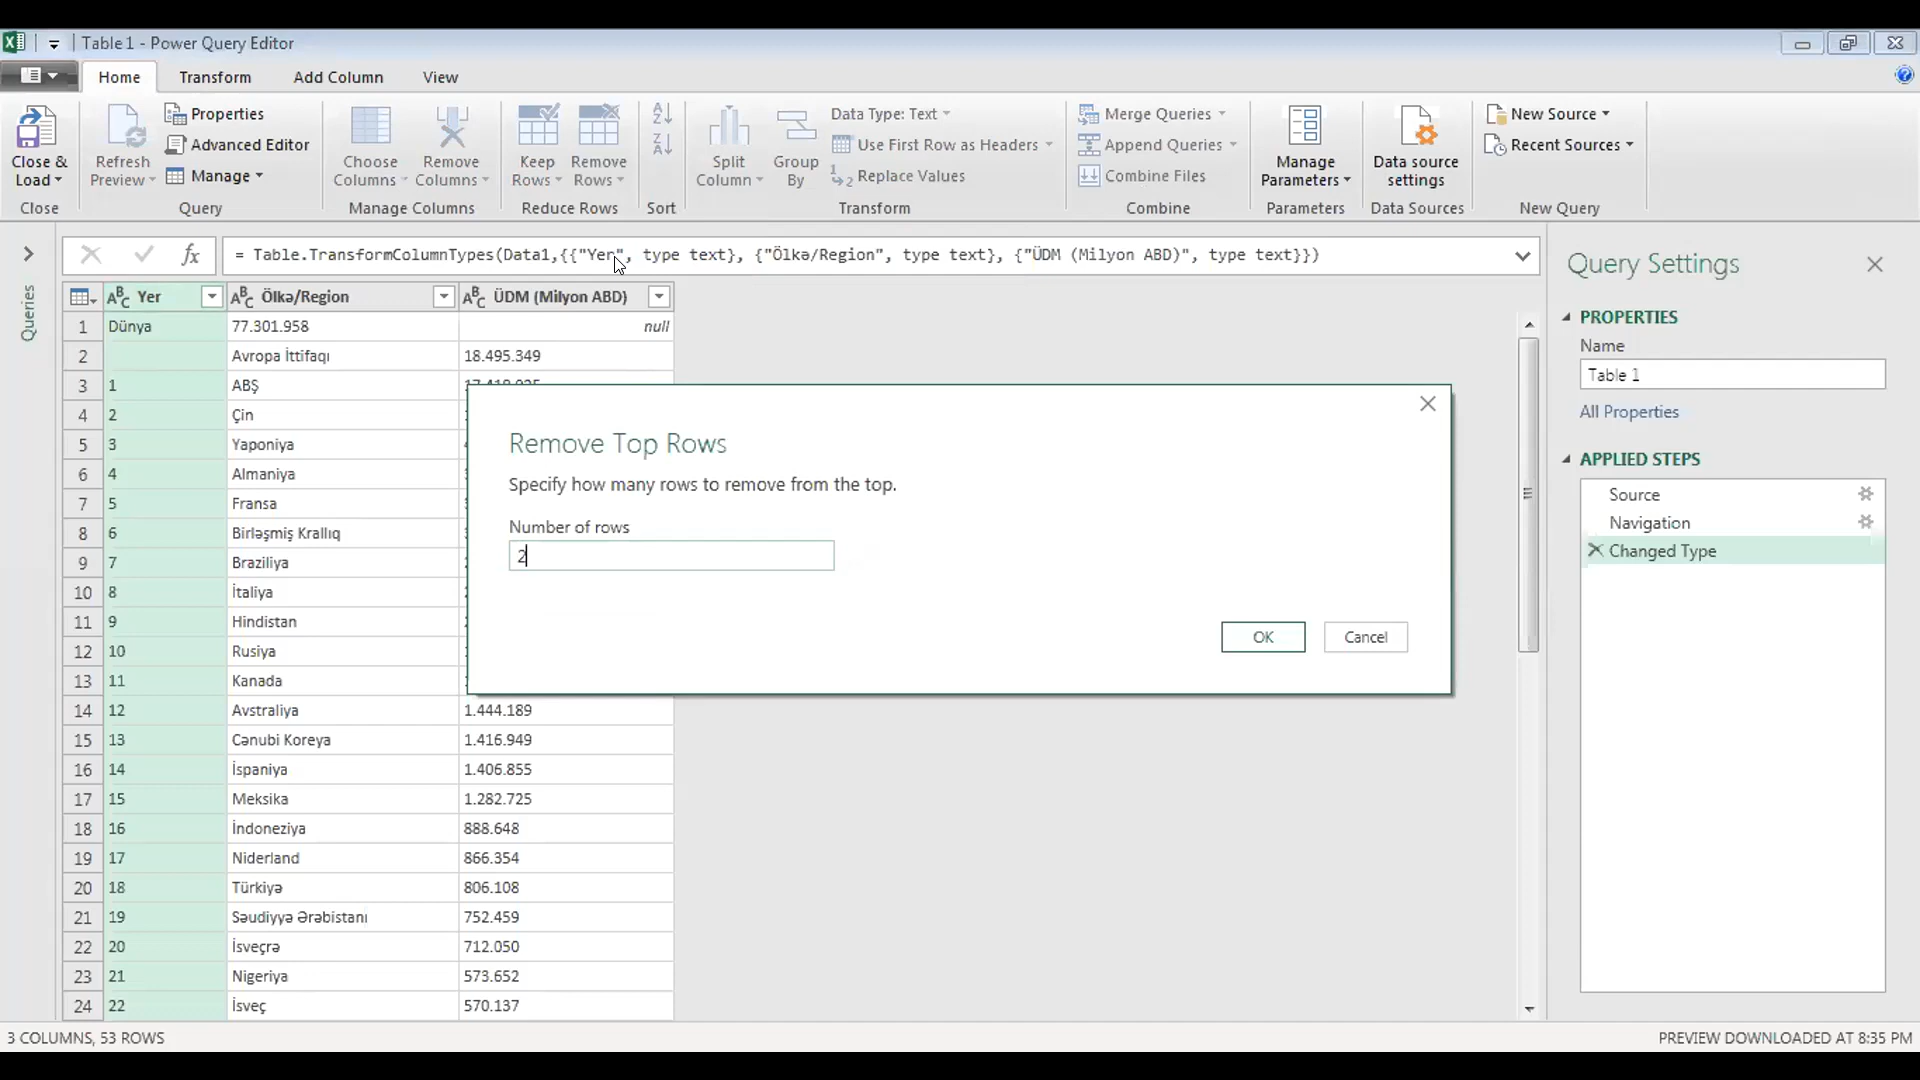 Table 1 - Power Query Editor
Home
Transform
Add Column
View
Close & Load
Close
Refresh Preview
Properties
Advanced Editor
Manage
Query
Choose Columns
Remove Columns
Manage Columns
Keep Rows
Remove Rows
Reduce Rows
Sort
Split Column
Group By
Data Type: Text
Use First Row as Headers
Replace Values
Transform
Merge Queries
Append Queries
Combine Files
Combine
Manage Parameters
Parameters
Data source settings
Data Sources
New Source
Recent Sources
New Query
fx = Table.TransformColumnTypes(Data1,{{"Yer", type text}, {"Ölkə/Region", type text}, {"ÜDM (Milyon ABD)", type text}})
Queries
Yer Ölkə/Region ÜDM (Milyon ABD)
1 Dünya 77.301.958 null
2 Avropa İttifaqı 18.495.349
3 1 ABŞ
4 2 Çin
5 3 Yaponiya
6 4 Almaniya
7 5 Fransa
8 6 Birləşmiş Krallıq
9 7 Braziliya
10 8 İtaliya
11 9 Hindistan
12 10 Rusiya
13 11 Kanada
14 12 Avstraliya 1.444.189
15 13 Cənubi Koreya 1.416.949
16 14 İspaniya 1.406.855
17 15 Meksika 1.282.725
18 16 İndoneziya 888.648
19 17 Niderland 866.354
20 18 Türkiyə 806.108
21 19 Səudiyyə Ərəbistanı 752.459
22 20 İsveçrə 712.050
23 21 Nigeriya 573.652
24 22 İsveç 570.137
Remove Top Rows
Specify how many rows to remove from the top.
Number of rows
2
OK
Cancel
Query Settings
PROPERTIES
Name
Table 1
All Properties
APPLIED STEPS
Source
Navigation
Changed Type
3 COLUMNS, 53 ROWS
PREVIEW DOWNLOADED AT 8:35 PM